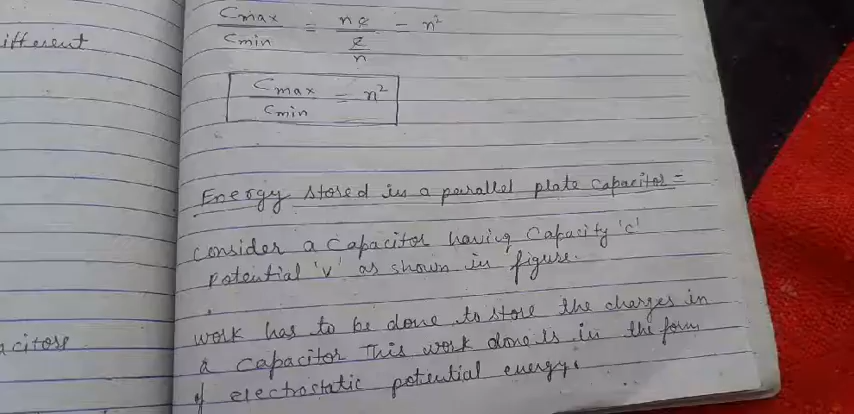 ifferent
Cmax / Cmin = nc / c/n = n²
Cmax / Cmin = n²
Energy stored in a parallel plate capacitor =
consider a capacitor having capacity 'c'
potential 'v' as shown in figure.
work has to be done to store the charges in
acitors
a capacitor This work done is in the form
of electrostatic potential energy.